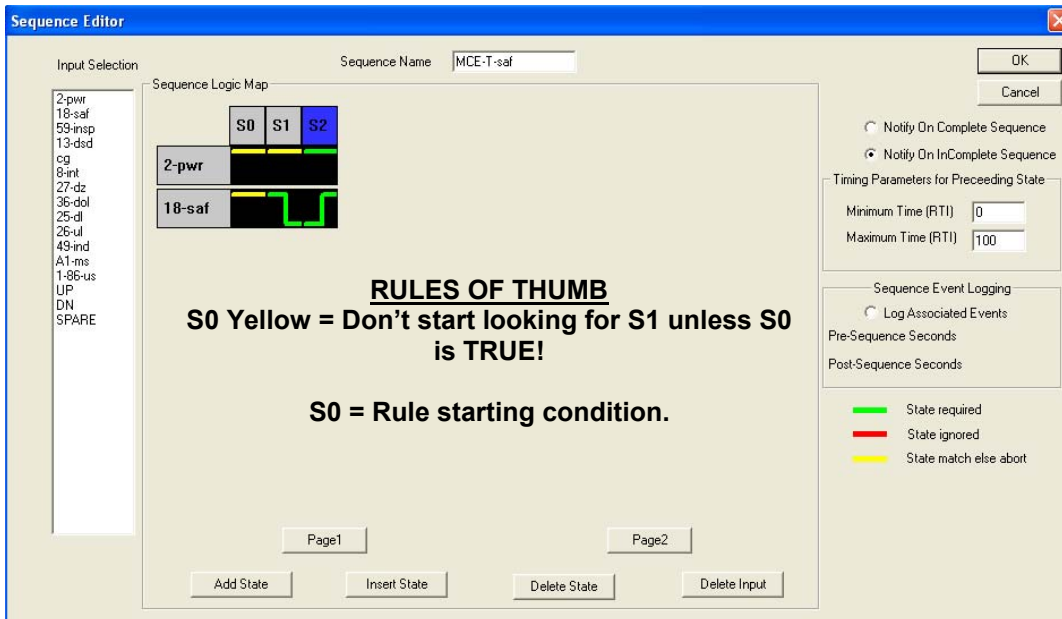 Sequence Editor
Input Selection
2-pwr
18-saf
59-insp
13-dsd
cg
8-int
27-dz
36-dol
25-dl
26-ul
49-ind
A1-ms
1-86-us
UP
DN
SPARE
Sequence Name MCE-T-saf
Sequence Logic Map
S0 S1 S2
2-pwr
18-saf
RULES OF THUMB
S0 Yellow = Don't start looking for S1 unless S0
is TRUE!
S0 = Rule starting condition.
Page1 Page2
Add State Insert State Delete State Delete Input
OK
Cancel
Notify On Complete Sequence
Notify On InComplete Sequence
Timing Parameters for Preceeding State
Minimum Time (RTI) 0
Maximum Time (RTI) 100
Sequence Event Logging
Log Associated Events
Pre-Sequence Seconds
Post-Sequence Seconds
State required
State ignored
State match else abort